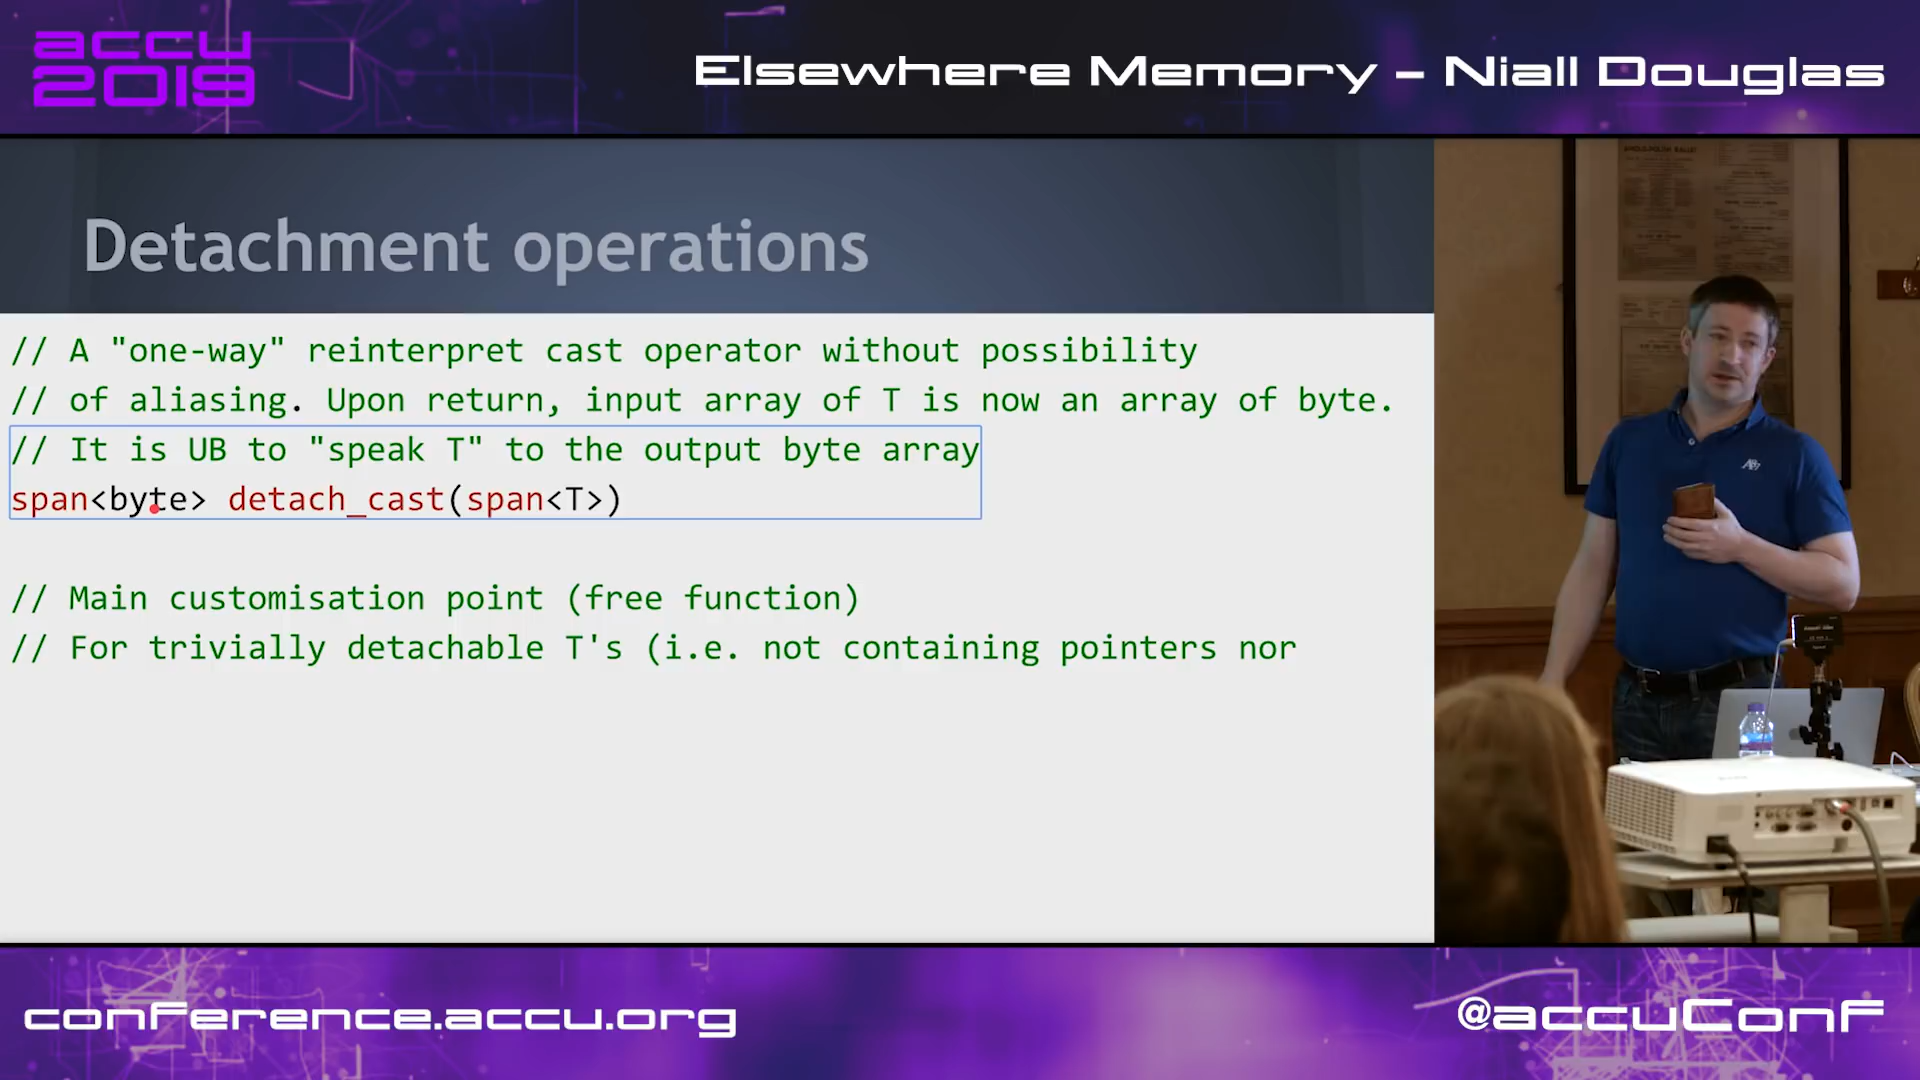 accu
2019
Elsewhere Memory – Niall Douglas
Detachment operations
// A "one-way" reinterpret cast operator without possibility
// of aliasing. Upon return, input array of T is now an array of byte.
// It is UB to "speak T" to the output byte array
span<byte> detach_cast(span<T>)
// Main customisation point (free function)
// For trivially detachable T's (i.e. not containing pointers nor
conference.accu.org
@accuConf